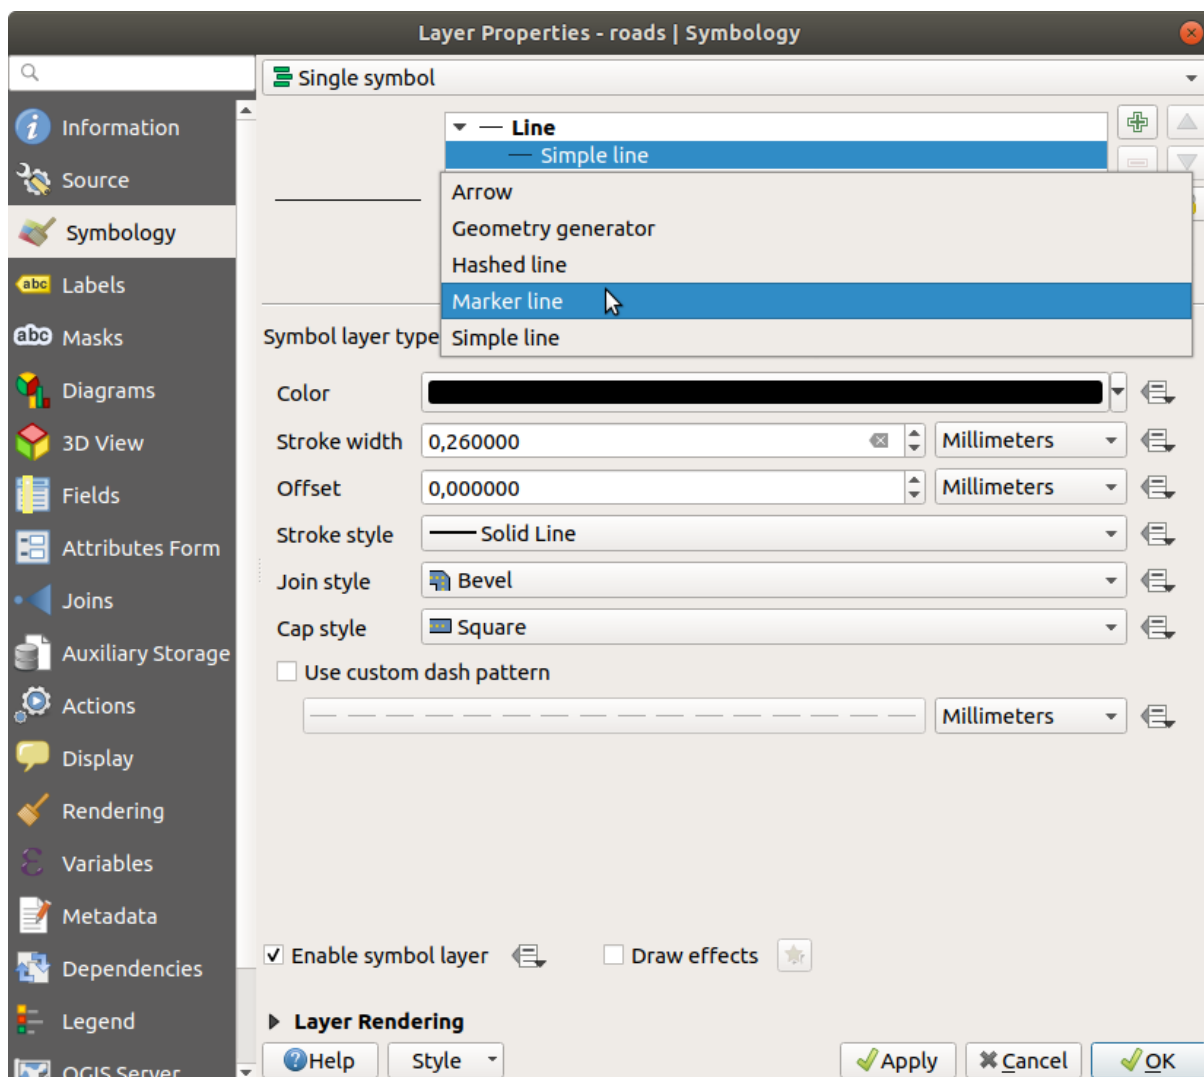 Layer Properties - roads | Symbology
Single symbol
Information
Source
Symbology
abc Labels
abc Masks
Diagrams
3D View
Fields
Attributes Form
Joins
Auxiliary Storage
Actions
Display
Rendering
Variables
Metadata
Dependencies
Legend
QGIS Server
Line
Simple line
Arrow
Geometry generator
Hashed line
Marker line
Symbol layer type Simple line
Color
Stroke width 0,260000 Millimeters
Offset 0,000000 Millimeters
Stroke style Solid Line
Join style Bevel
Cap style Square
Use custom dash pattern
Millimeters
Enable symbol layer Draw effects
Layer Rendering
Help Style Apply Cancel OK